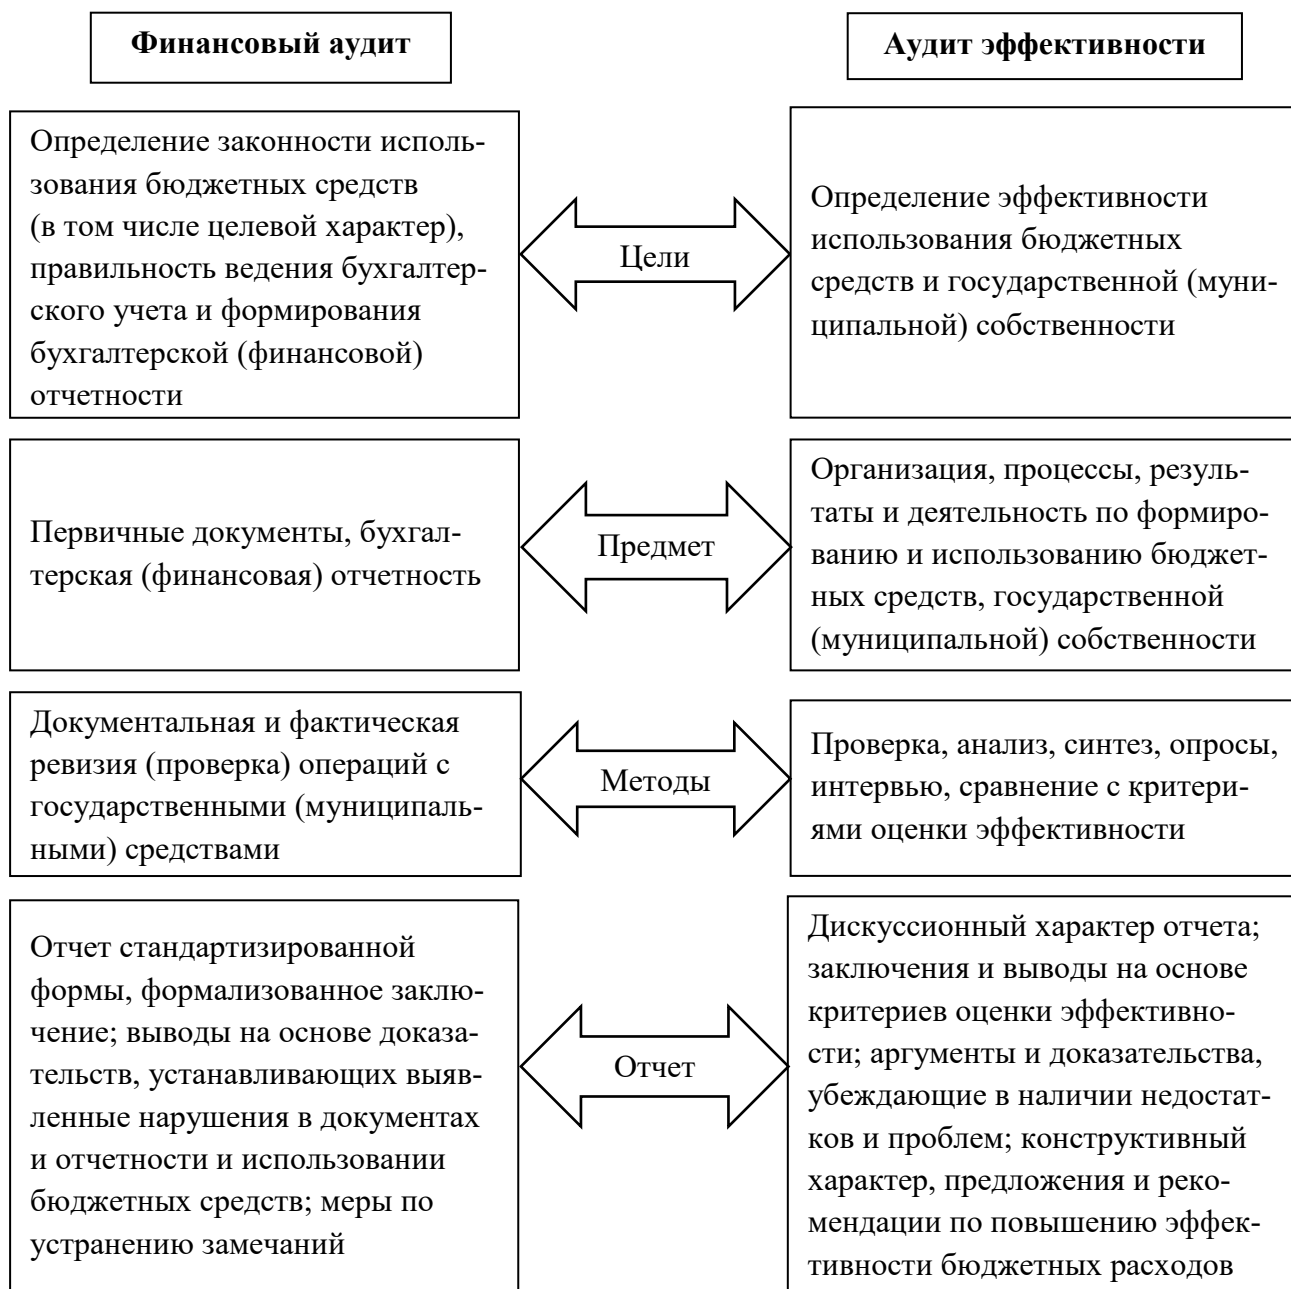 Финансовый аудит
Аудит эффективности
Определение законности исполь-
зования бюджетных средств
(в том числе целевой характер),
правильность ведения бухгалтер-
ского учета и формирования
бухгалтерской (финансовой)
отчетности
Цели
Определение эффективности
использования бюджетных
средств и государственной (муни-
ципальной) собственности
Первичные документы, бухгал-
терская (финансовая) отчетность
Предмет
Организация, процессы, резуль-
таты и деятельность по формиро-
ванию и использованию бюджет-
ных средств, государственной
(муниципальной) собственности
Документальная и фактическая
ревизия (проверка) операций с
государственными (муниципаль-
ными) средствами
Методы
Проверка, анализ, синтез, опросы,
интервью, сравнение с критери-
ями оценки эффективности
Отчет стандартизированной
формы, формализованное заклю-
чение; выводы на основе доказа-
тельств, устанавливающих выяв-
ленные нарушения в документах
и отчетности и использовании
бюджетных средств; меры по
устранению замечаний
Отчет
Дискуссионный характер отчета;
заключения и выводы на основе
критериев оценки эффективно-
сти; аргументы и доказательства,
убеждающие в наличии недостат-
ков и проблем; конструктивный
характер, предложения и реко-
мендации по повышению эффек-
тивности бюджетных расходов